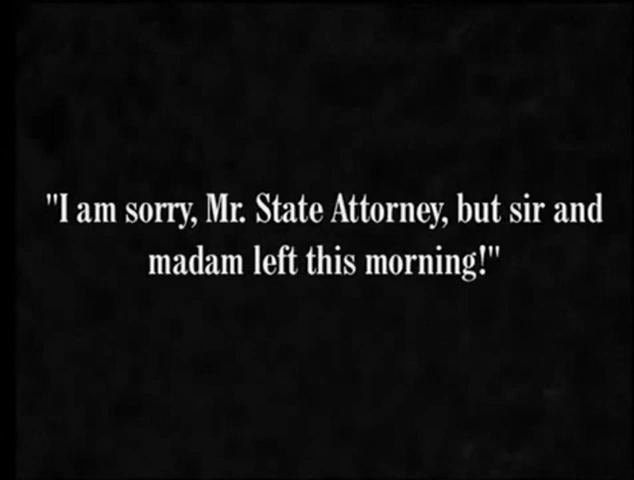 "I am sorry, Mr. State Attorney, but sir and
madam left this morning!"